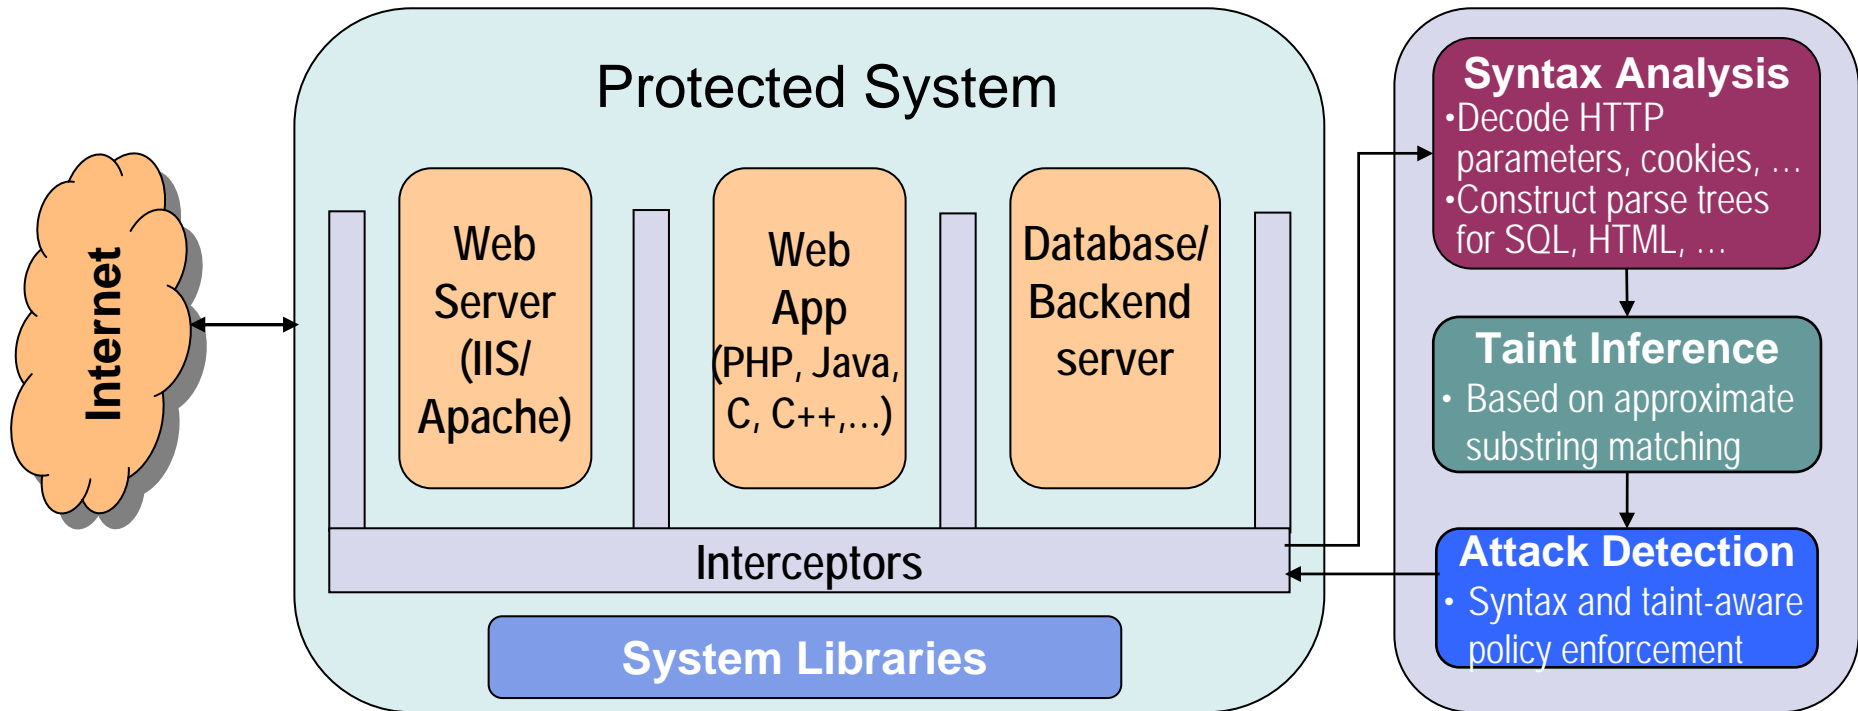 Internet
Protected System
Web
Server
(IIS/
Apache)
Web
App
(PHP, Java,
C, C++,…)
Database/
Backend
server
Interceptors
System Libraries
Syntax Analysis
•Decode HTTP
parameters, cookies, …
•Construct parse trees
for SQL, HTML, …
Taint Inference
• Based on approximate
substring matching
Attack Detection
• Syntax and taint-aware
policy enforcement